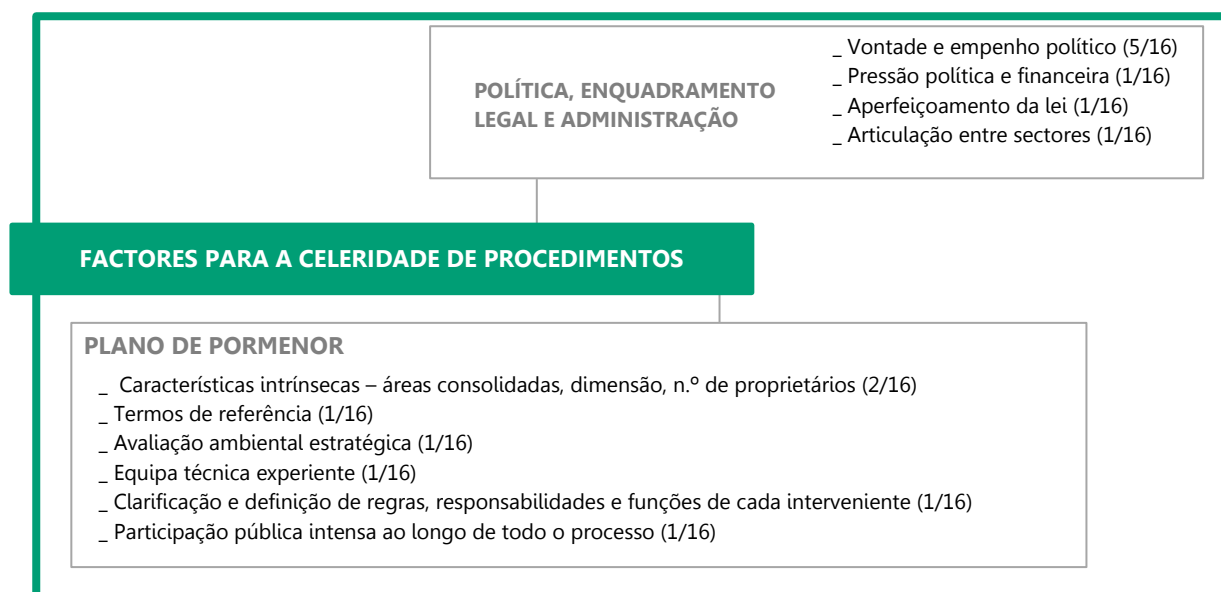 POLÍTICA, ENQUADRAMENTO
LEGAL E ADMINISTRAÇÃO
_ Vontade e empenho político (5/16)
_ Pressão política e financeira (1/16)
_ Aperfeiçoamento da lei (1/16)
_ Articulação entre sectores (1/16)
FACTORES PARA A CELERIDADE DE PROCEDIMENTOS
PLANO DE PORMENOR
_ Características intrínsecas – áreas consolidadas, dimensão, n.º de proprietários (2/16)
_ Termos de referência (1/16)
_ Avaliação ambiental estratégica (1/16)
_ Equipa técnica experiente (1/16)
_ Clarificação e definição de regras, responsabilidades e funções de cada interveniente (1/16)
_ Participação pública intensa ao longo de todo o processo (1/16)